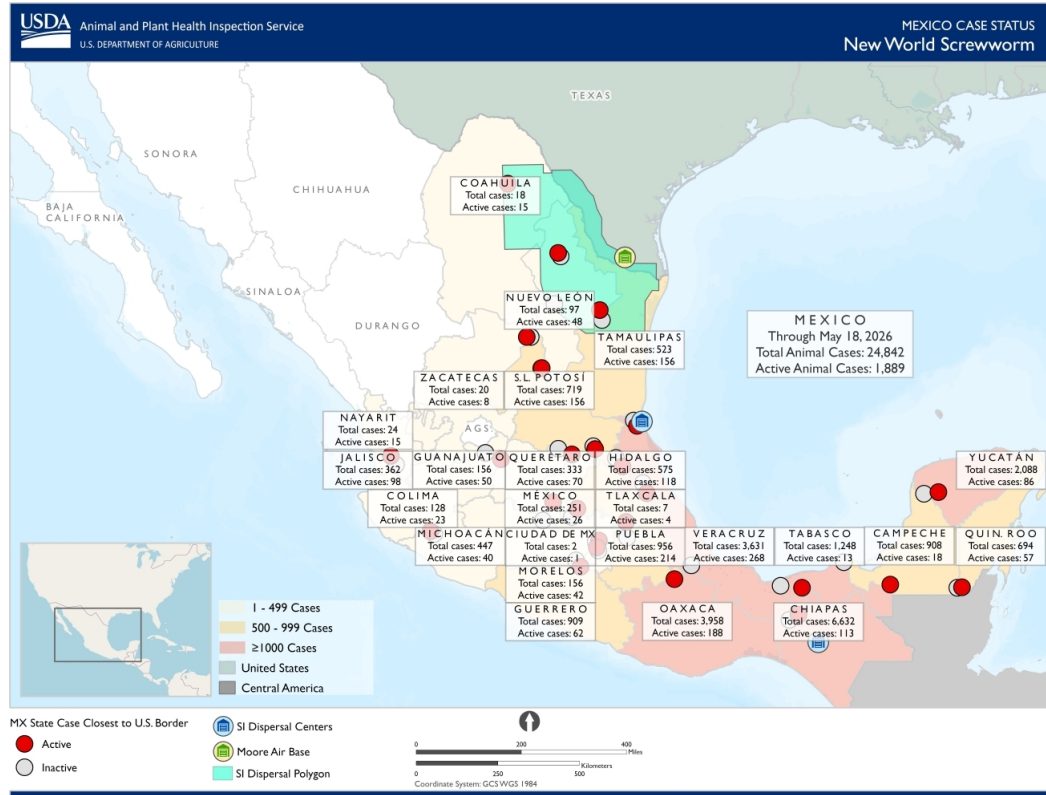 USDA
Animal and Plant Health Inspection Service
U.S. DEPARTMENT OF AGRICULTURE
MEXICO CASE STATUS
New World Screwworm
TEXAS
SONORA
CHIHUAHUA
BAJA
CALIFORNIA
SINALOA
DURANGO
COAHUILA
Total cases: 18
Active cases: 15
NUEVO LEÓN
Total cases: 97
Active cases: 48
TAMAULIPAS
Total cases: 523
Active cases: 156
MEXICO
Through May 18, 2026
Total Animal Cases: 24,842
Active Animal Cases: 1,889
ZACATECAS
Total cases: 20
Active cases: 8
S.L. POTOSÍ
Total cases: 719
Active cases: 156
NAYARIT
Total cases: 24
Active cases: 15
AGS.
JALISCO
Total cases: 362
Active cases: 98
GUANAJUATO
Total cases: 156
Active cases: 50
QUERÉTARO
Total cases: 333
Active cases: 70
HIDALGO
Total cases: 575
Active cases: 118
YUCATÁN
Total cases: 2,088
Active cases: 86
COLIMA
Total cases: 128
Active cases: 23
MÉXICO
Total cases: 251
Active cases: 26
TLAXCALA
Total cases: 7
Active cases: 4
MICHOACÁN
Total cases: 447
Active cases: 40
CIUDAD DE MX
Total cases: 2
Active cases: 1
PUEBLA
Total cases: 956
Active cases: 214
VERACRUZ
Total cases: 3,631
Active cases: 268
TABASCO
Total cases: 1,248
Active cases: 13
CAMPECHE
Total cases: 908
Active cases: 18
QUIN. ROO
Total cases: 694
Active cases: 57
MORELOS
Total cases: 156
Active cases: 42
GUERRERO
Total cases: 909
Active cases: 62
OAXACA
Total cases: 3,958
Active cases: 188
CHIAPAS
Total cases: 6,632
Active cases: 113
1 - 499 Cases
500 - 999 Cases
≥1000 Cases
United States
Central America
MX State Case Closest to U.S. Border
Active
Inactive
SI Dispersal Centers
Moore Air Base
SI Dispersal Polygon
0 200 400
Miles
Kilometers
0 250 500
Coordinate System: GCS WGS 1984